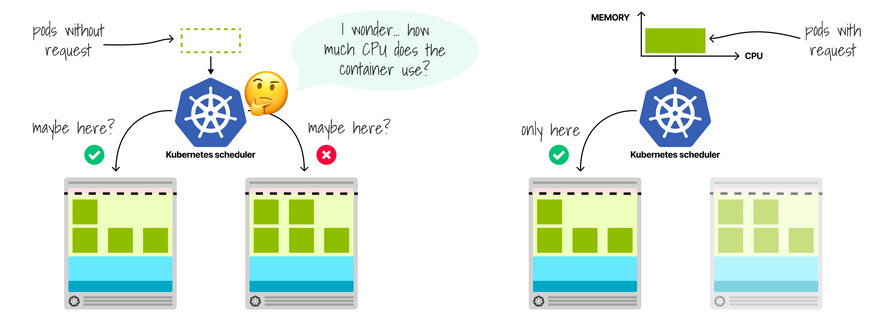 pods without
request
I wonder... how
much CPU does the
container use?
maybe here?
maybe here?
Kubernetes scheduler
MEMORY
CPU
pods with
request
only here
Kubernetes scheduler